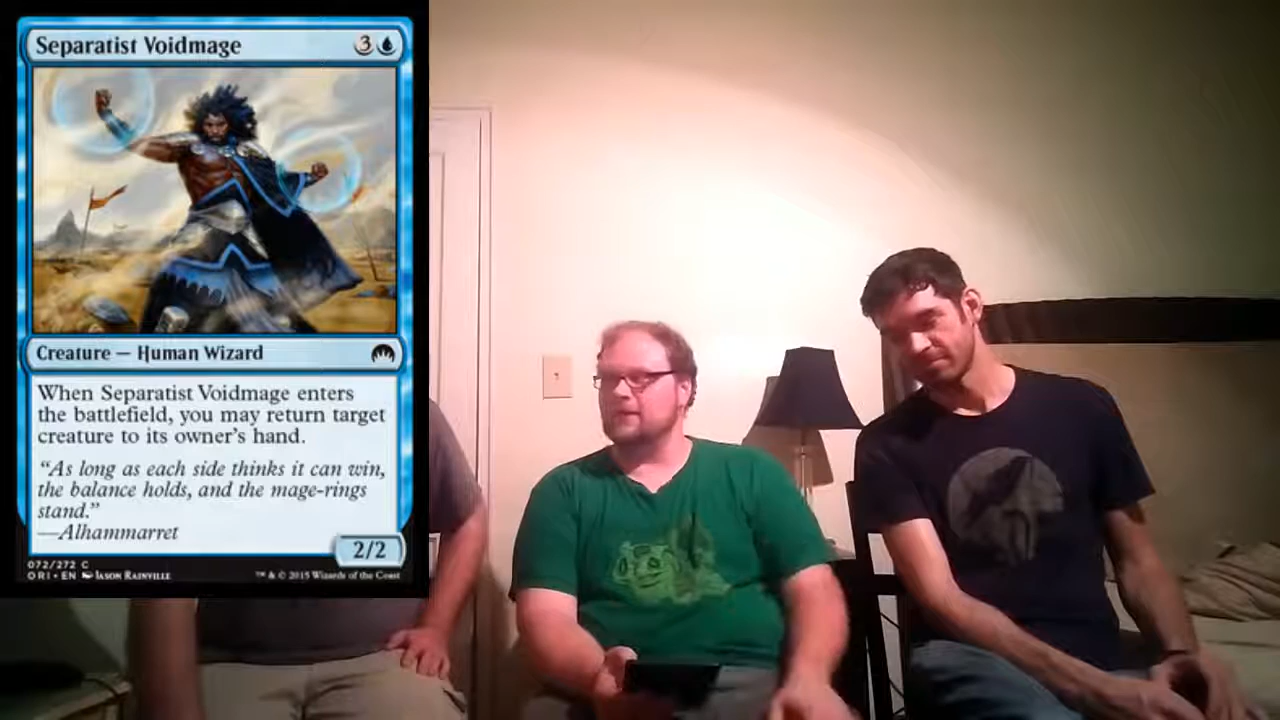 Separatist Voidmage 3
Creature — Human Wizard
When Separatist Voidmage enters
the battlefield, you may return target
creature to its owner's hand.
"As long as each side thinks it can win,
the balance holds, and the mage-rings
stand."
—Alhammarret
2/2
072/272 C
ORI • EN Jason Rainville
™ & © 2015 Wizards of the Coast